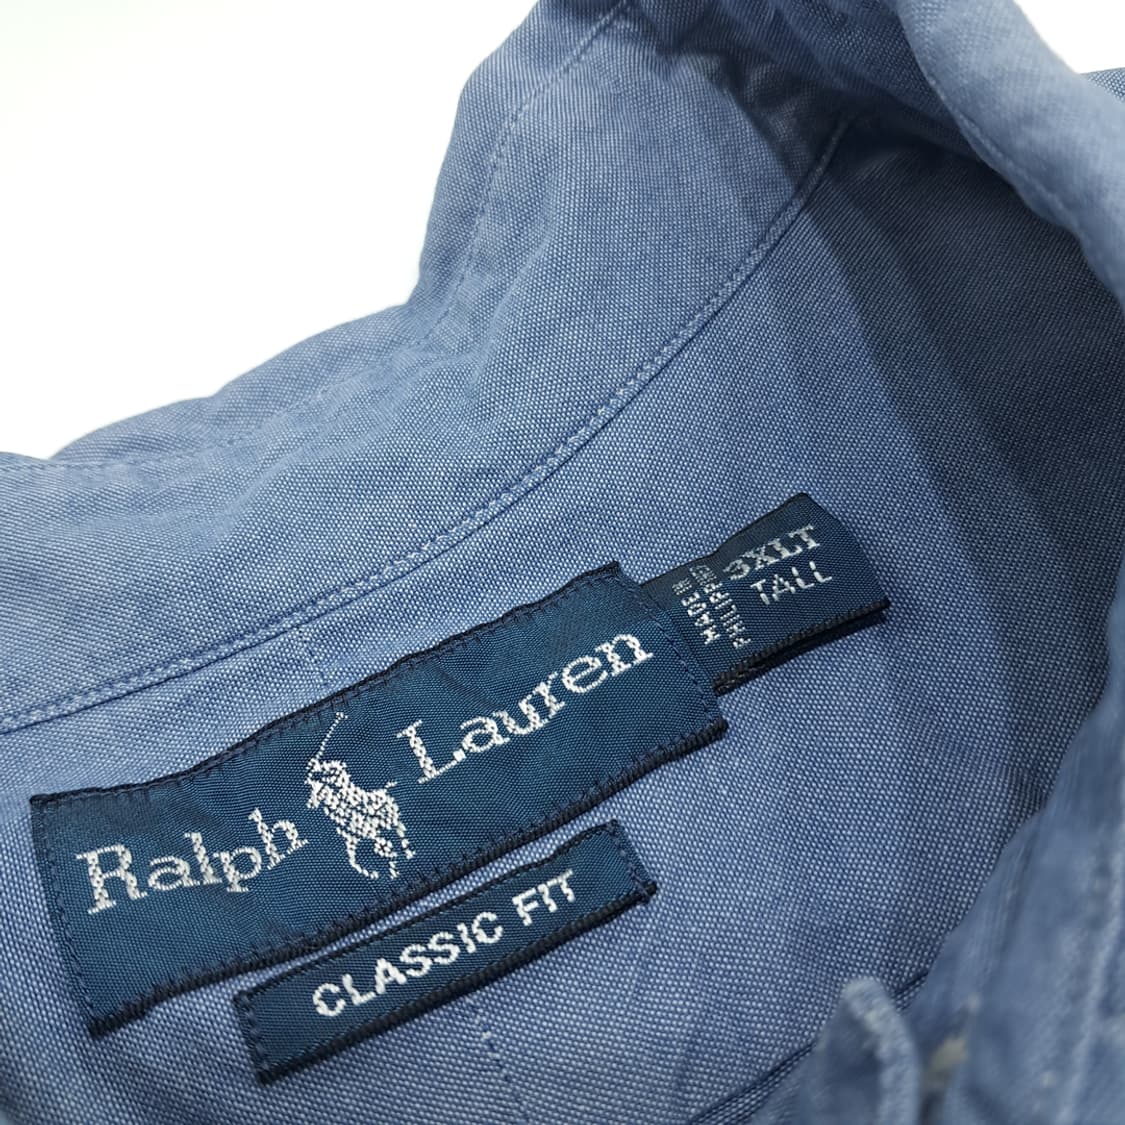 Ralph Lauren
CLASSIC FIT
3XLT
TALL
MADE IN
PHILIPPINES